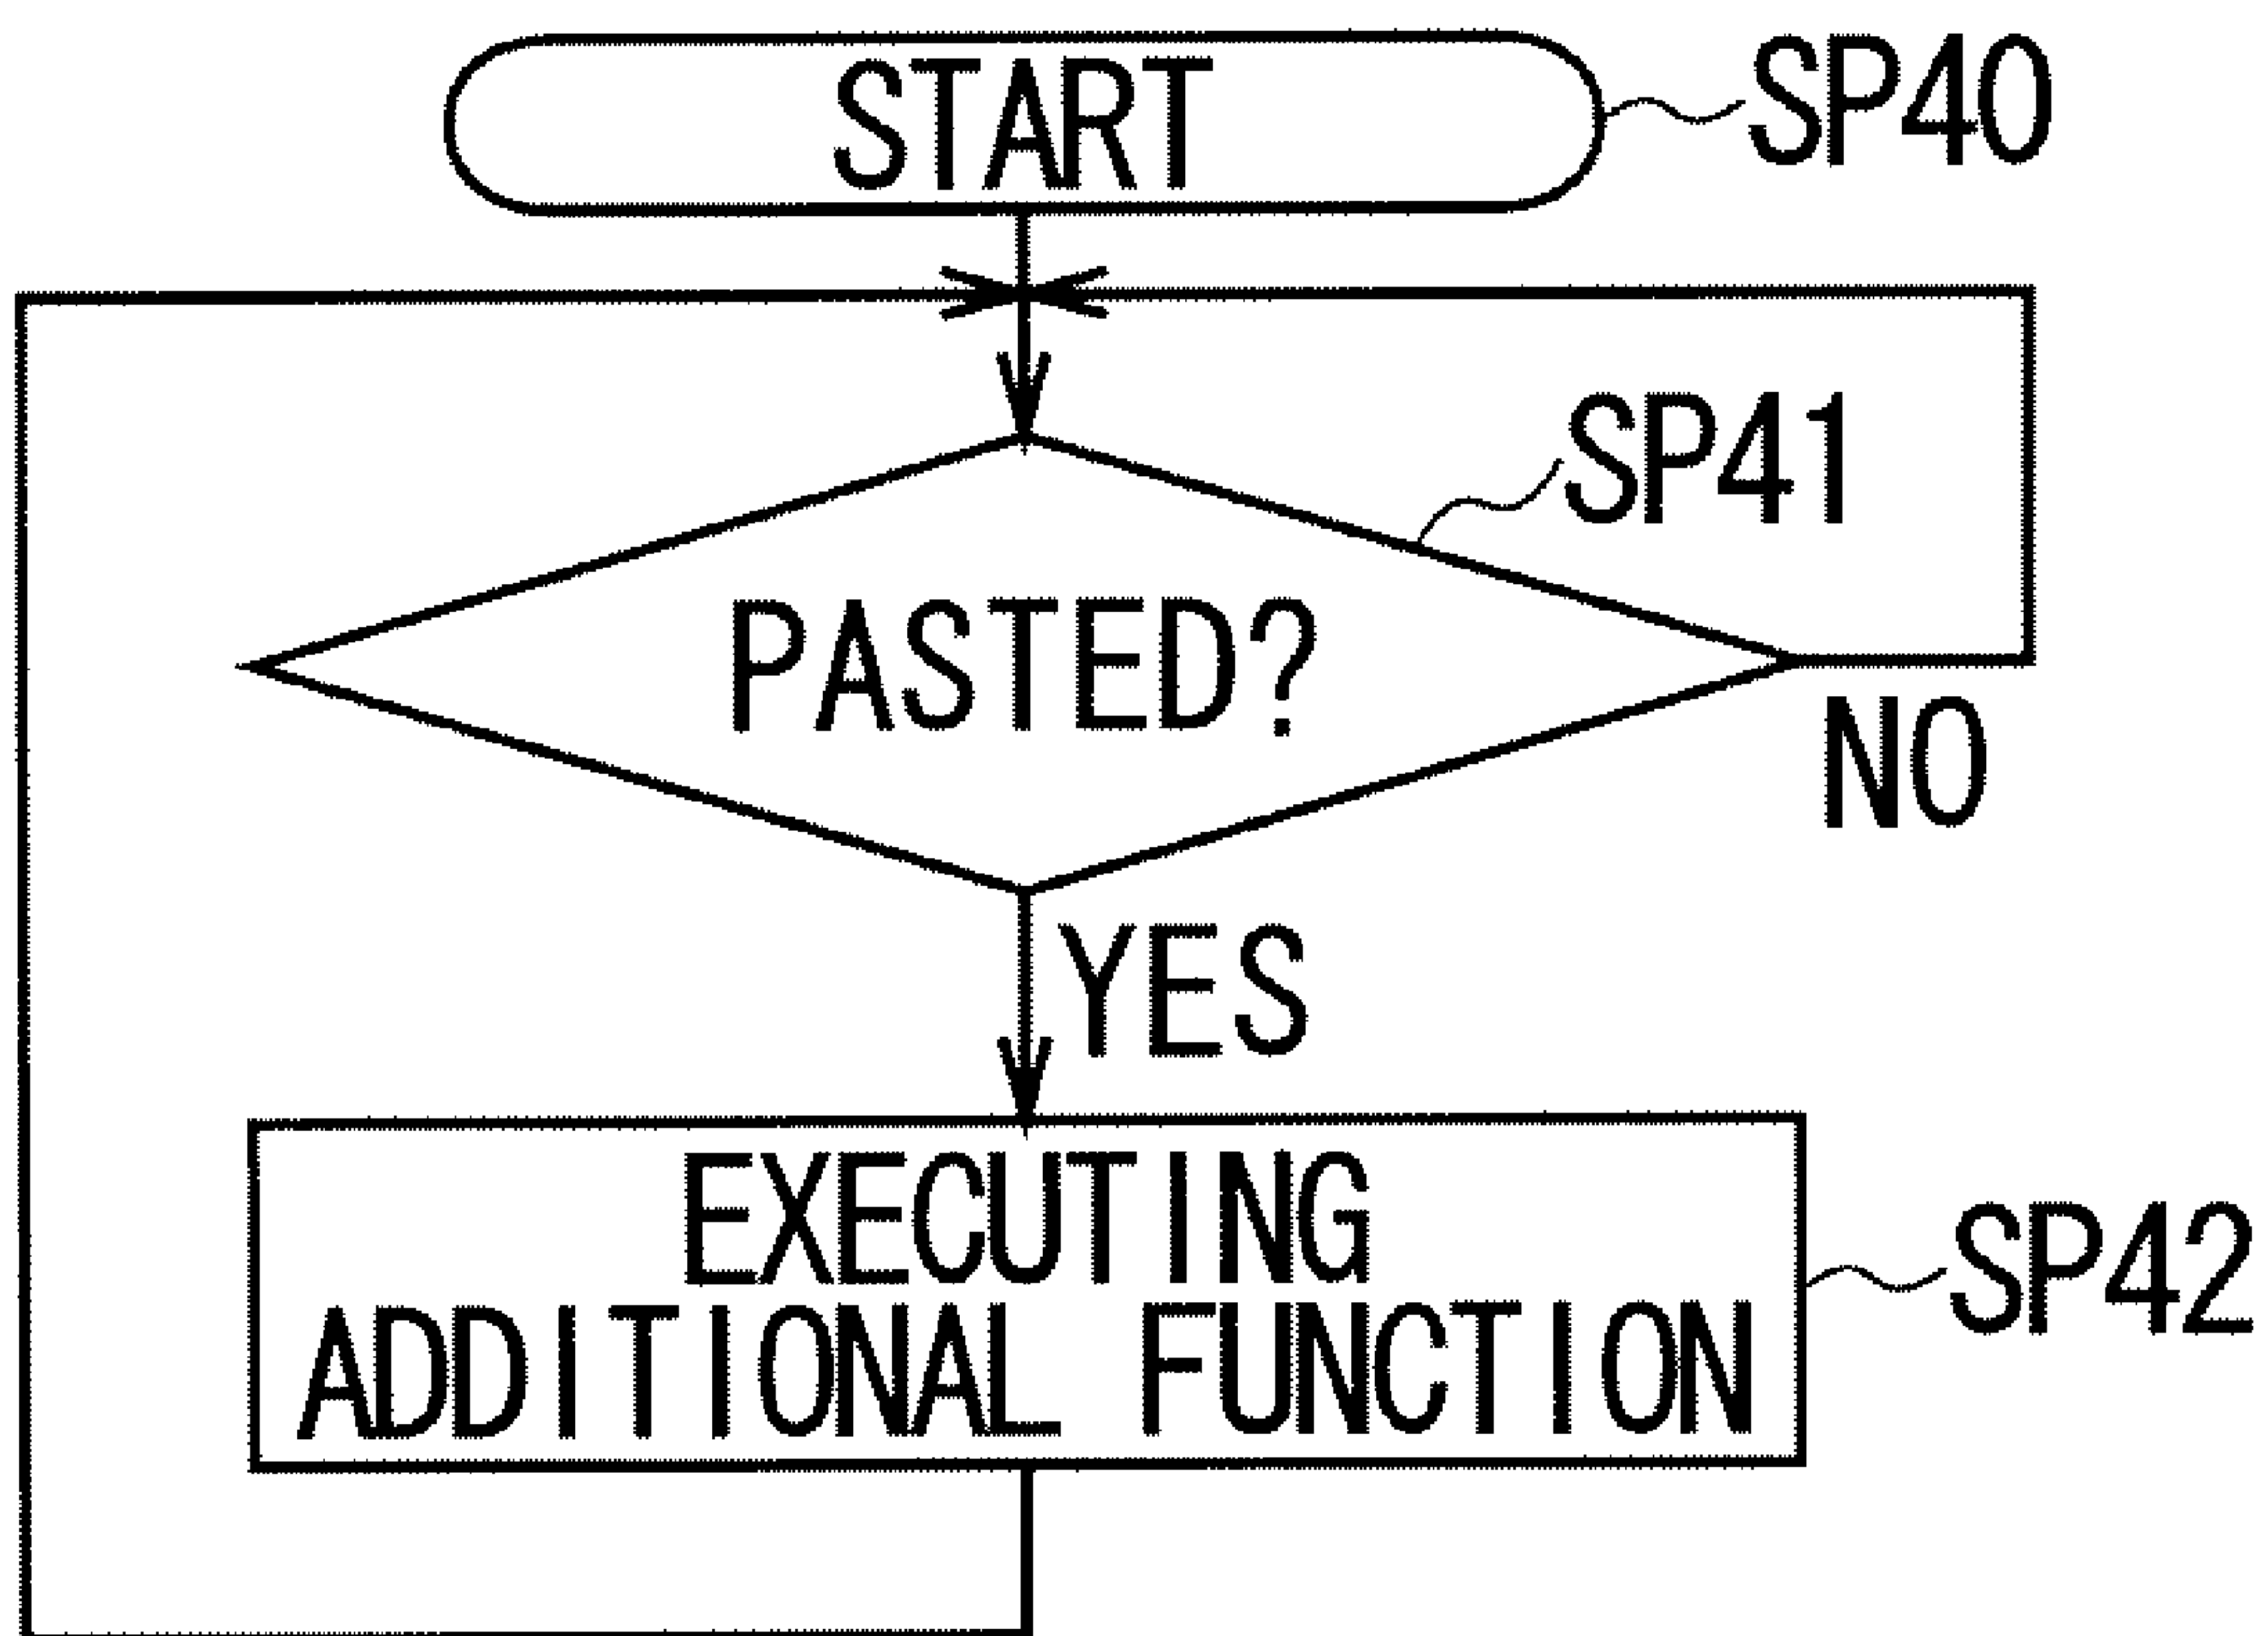 START
SP40
SP41
PASTED?
NO
YES
EXECUTING
ADDITIONAL FUNCTION
SP42